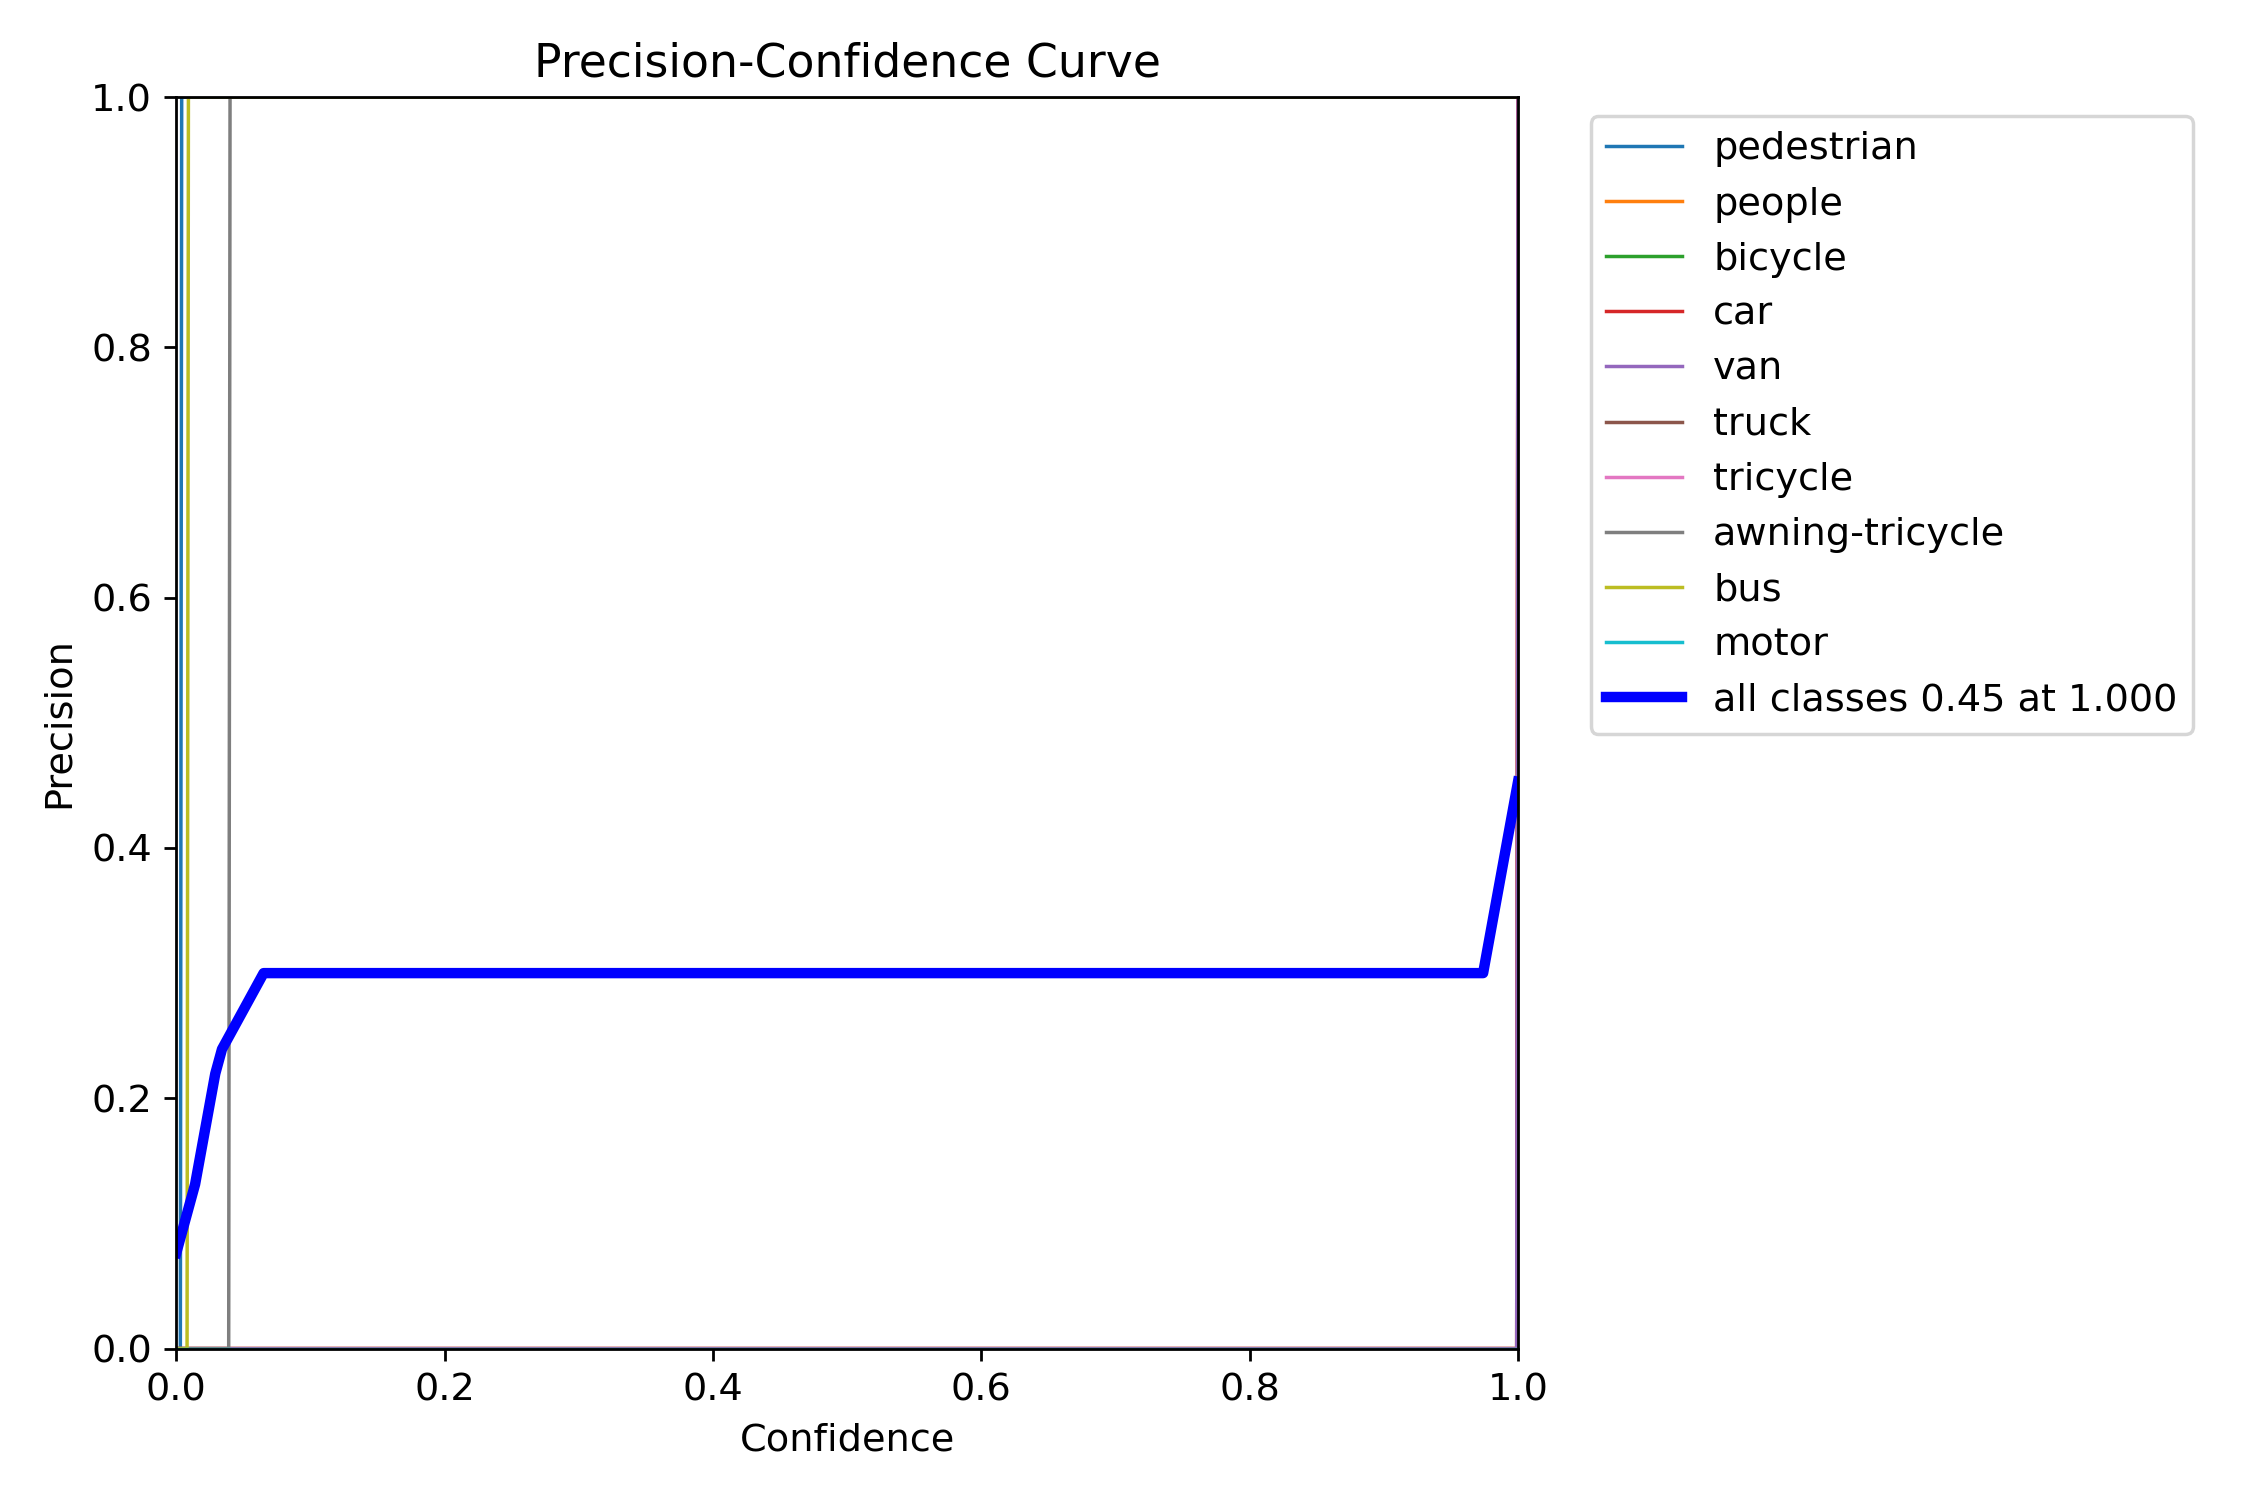 Precision-Confidence Curve
1.0
0.8
0.6
0.4
0.2
0.0
Precision
0.0 0.2 0.4 0.6 0.8 1.0
Confidence
pedestrian
people
bicycle
car
van
truck
tricycle
awning-tricycle
bus
motor
all classes 0.45 at 1.000